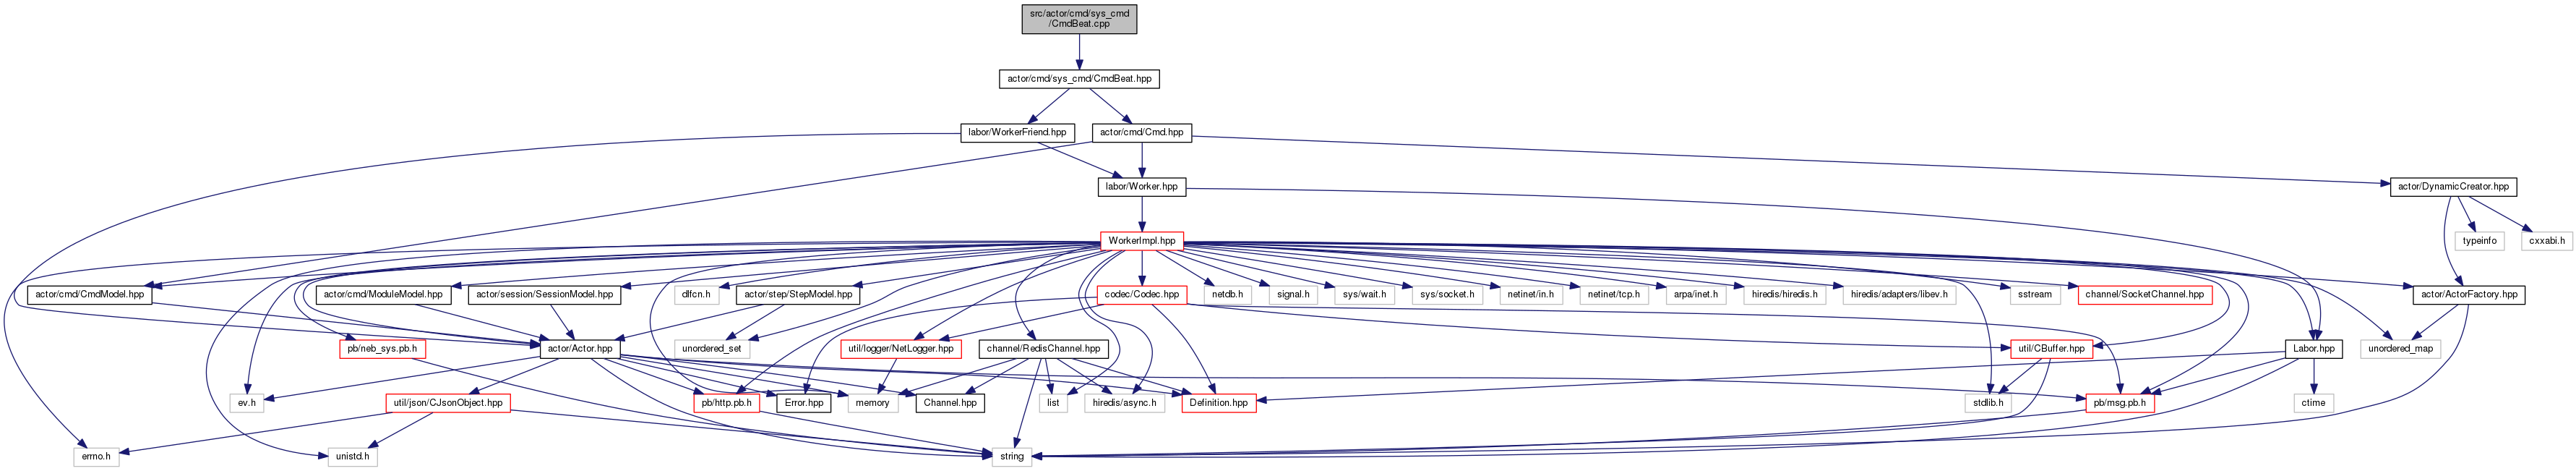 src/actor/cmd/sys_cmd
/CmdBeat.cpp
actor/cmd/sys_cmd/CmdBeat.hpp
labor/WorkerFriend.hpp
actor/cmd/Cmd.hpp
labor/Worker.hpp
actor/DynamicCreator.hpp
WorkerImpl.hpp
typeinfo
cxxabi.h
actor/cmd/CmdModel.hpp
actor/cmd/ModuleModel.hpp
actor/session/SessionModel.hpp
dlfcn.h
actor/step/StepModel.hpp
codec/Codec.hpp
netdb.h
signal.h
sys/wait.h
sys/socket.h
netinet/in.h
netinet/tcp.h
arpa/inet.h
hiredis/hiredis.h
hiredis/adapters/libev.h
sstream
channel/SocketChannel.hpp
actor/ActorFactory.hpp
pb/neb_sys.pb.h
actor/Actor.hpp
unordered_set
util/logger/NetLogger.hpp
channel/RedisChannel.hpp
util/CBuffer.hpp
Labor.hpp
unordered_map
ev.h
util/json/CJsonObject.hpp
pb/http.pb.h
Error.hpp
memory
Channel.hpp
list
hiredis/async.h
Definition.hpp
stdlib.h
pb/msg.pb.h
ctime
errno.h
unistd.h
string